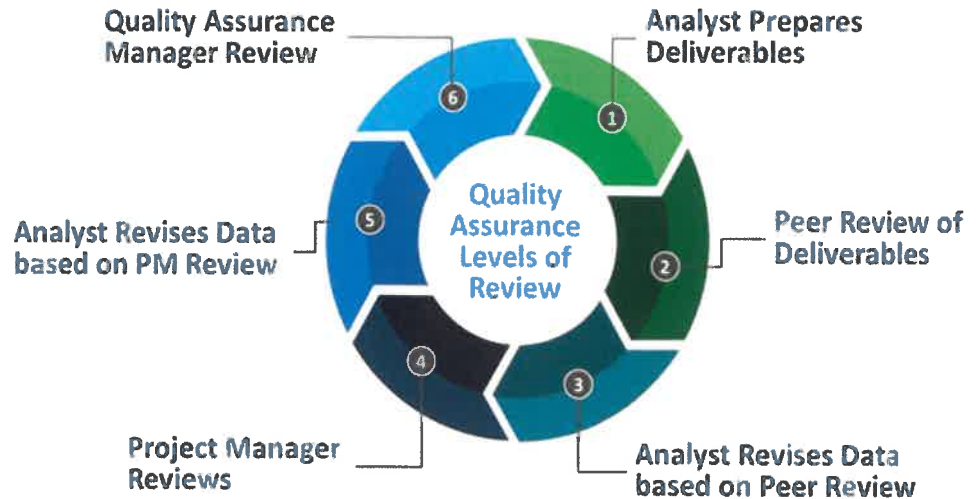 Quality Assurance
Manager Review
Analyst Prepares
Deliverables
6
1
Quality
Assurance
Levels of
Review
5
Analyst Revises Data
based on PM Review
Peer Review of
Deliverables
2
4
3
Project Manager
Reviews
Analyst Revises Data
based on Peer Review